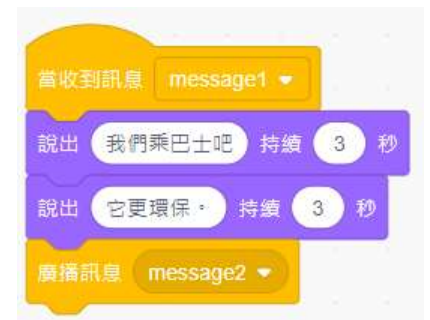 當收到訊息 message1
說出 我們乘巴士吧 持續 3 秒
說出 它更環保。 持續 3 秒
廣播訊息 message2